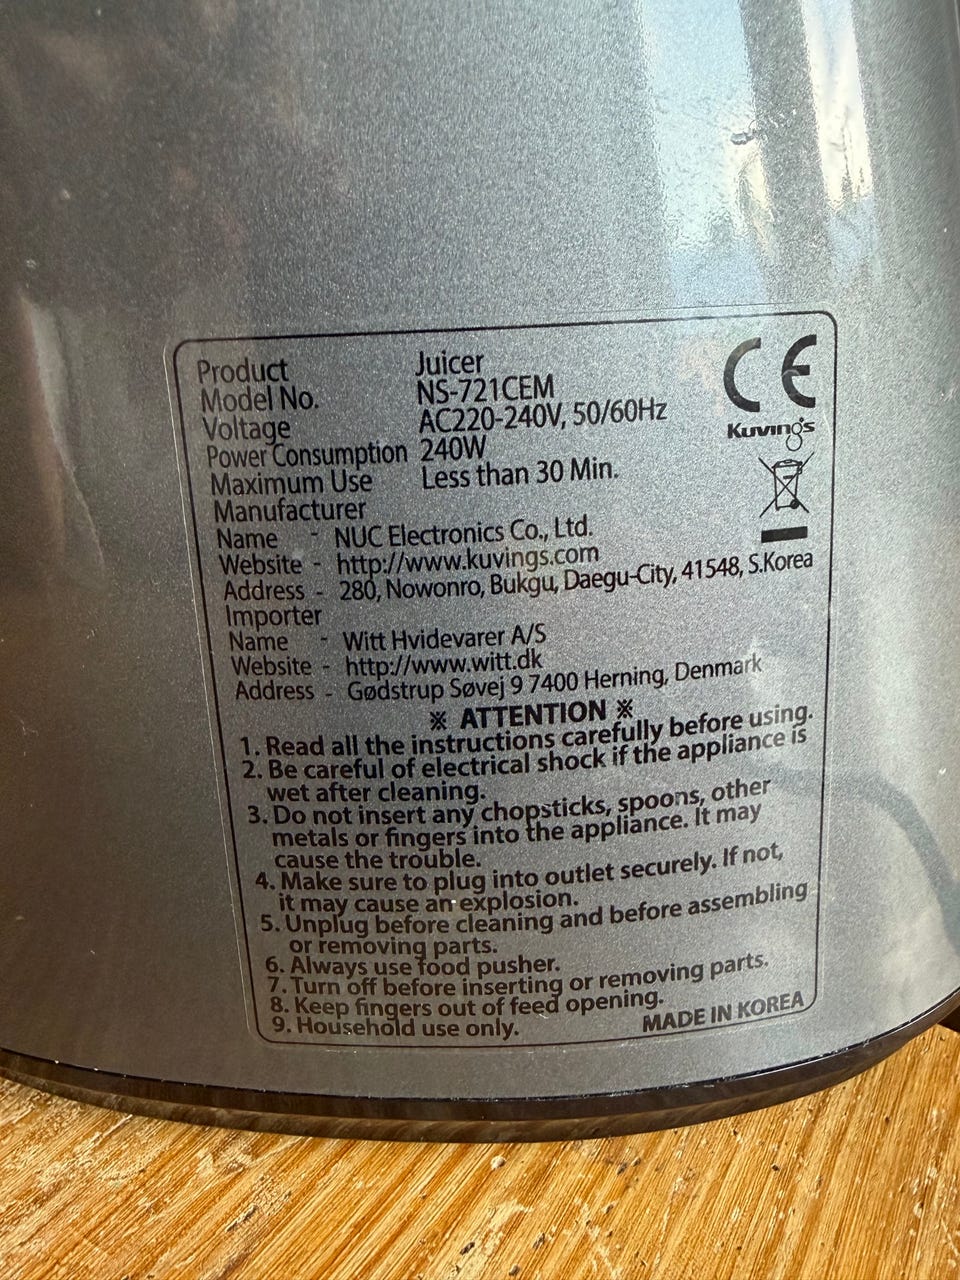 Product Juicer
Model No. NS-721CEM
Voltage AC220-240V, 50/60Hz
Power Consumption 240W
Maximum Use Less than 30 Min.
Manufacturer
Name - NUC Electronics Co., Ltd.
Website - http://www.kuvings.com
Address - 280, Nowonro, Bukgu, Daegu-City, 41548, S.Korea
Importer
Name - Witt Hvidevarer A/S
Website - http://www.witt.dk
Address - Gødstrup Søvej 9 7400 Herning, Denmark
CE
Kuvings
※ ATTENTION ※
1. Read all the instructions carefully before using.
2. Be careful of electrical shock if the appliance is
wet after cleaning.
3. Do not insert any chopsticks, spoons, other
metals or fingers into the appliance. It may
cause the trouble.
4. Make sure to plug into outlet securely. If not,
it may cause an explosion.
5. Unplug before cleaning and before assembling
or removing parts.
6. Always use food pusher.
7. Turn off before inserting or removing parts.
8. Keep fingers out of feed opening.
9. Household use only.
MADE IN KOREA